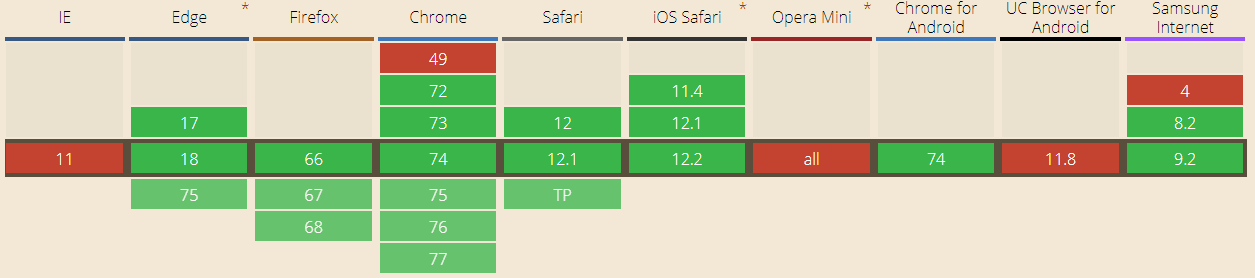 IE Edge * Firefox Chrome Safari iOS Safari * Opera Mini * Chrome for Android UC Browser for Android Samsung Internet
49
72 11.4 4
17 73 12 12.1 8.2
11 18 66 74 12.1 12.2 all 74 11.8 9.2
75 67 75 TP
68 76
77